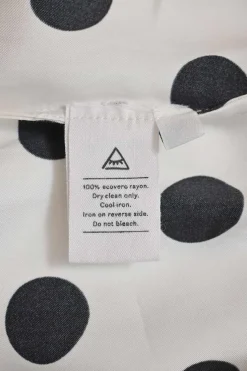 100% ecovero rayon.
Dry-clean only.
Cool-iron.
Iron on reverse side.
Do not bleach.